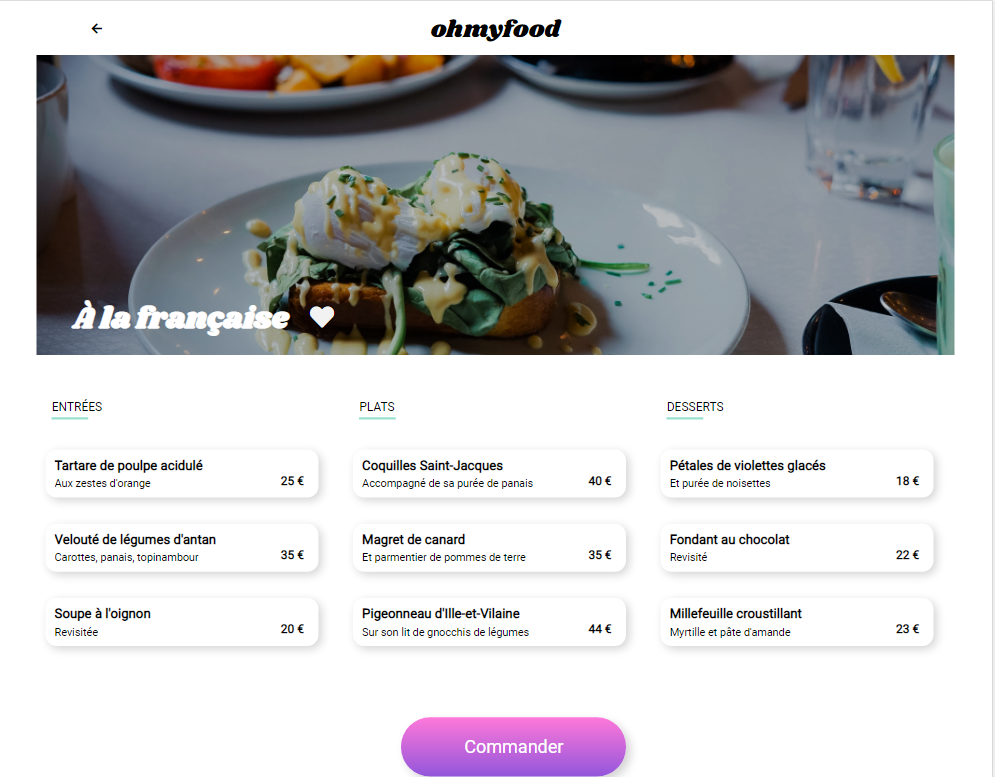 ohmyfood
À la française
ENTRÉES
Tartare de poulpe acidulé
Aux zestes d'orange
25 €
Velouté de légumes d'antan
Carottes, panais, topinambour
35 €
Soupe à l'oignon
Revisitée
20 €
PLATS
Coquilles Saint-Jacques
Accompagné de sa purée de panais
40 €
Magret de canard
Et parmentier de pommes de terre
35 €
Pigeonneau d'Ille-et-Vilaine
Sur son lit de gnocchis de légumes
44 €
DESSERTS
Pétales de violettes glacés
Et purée de noisettes
18 €
Fondant au chocolat
Revisité
22 €
Millefeuille croustillant
Myrtille et pâte d'amande
23 €
Commander